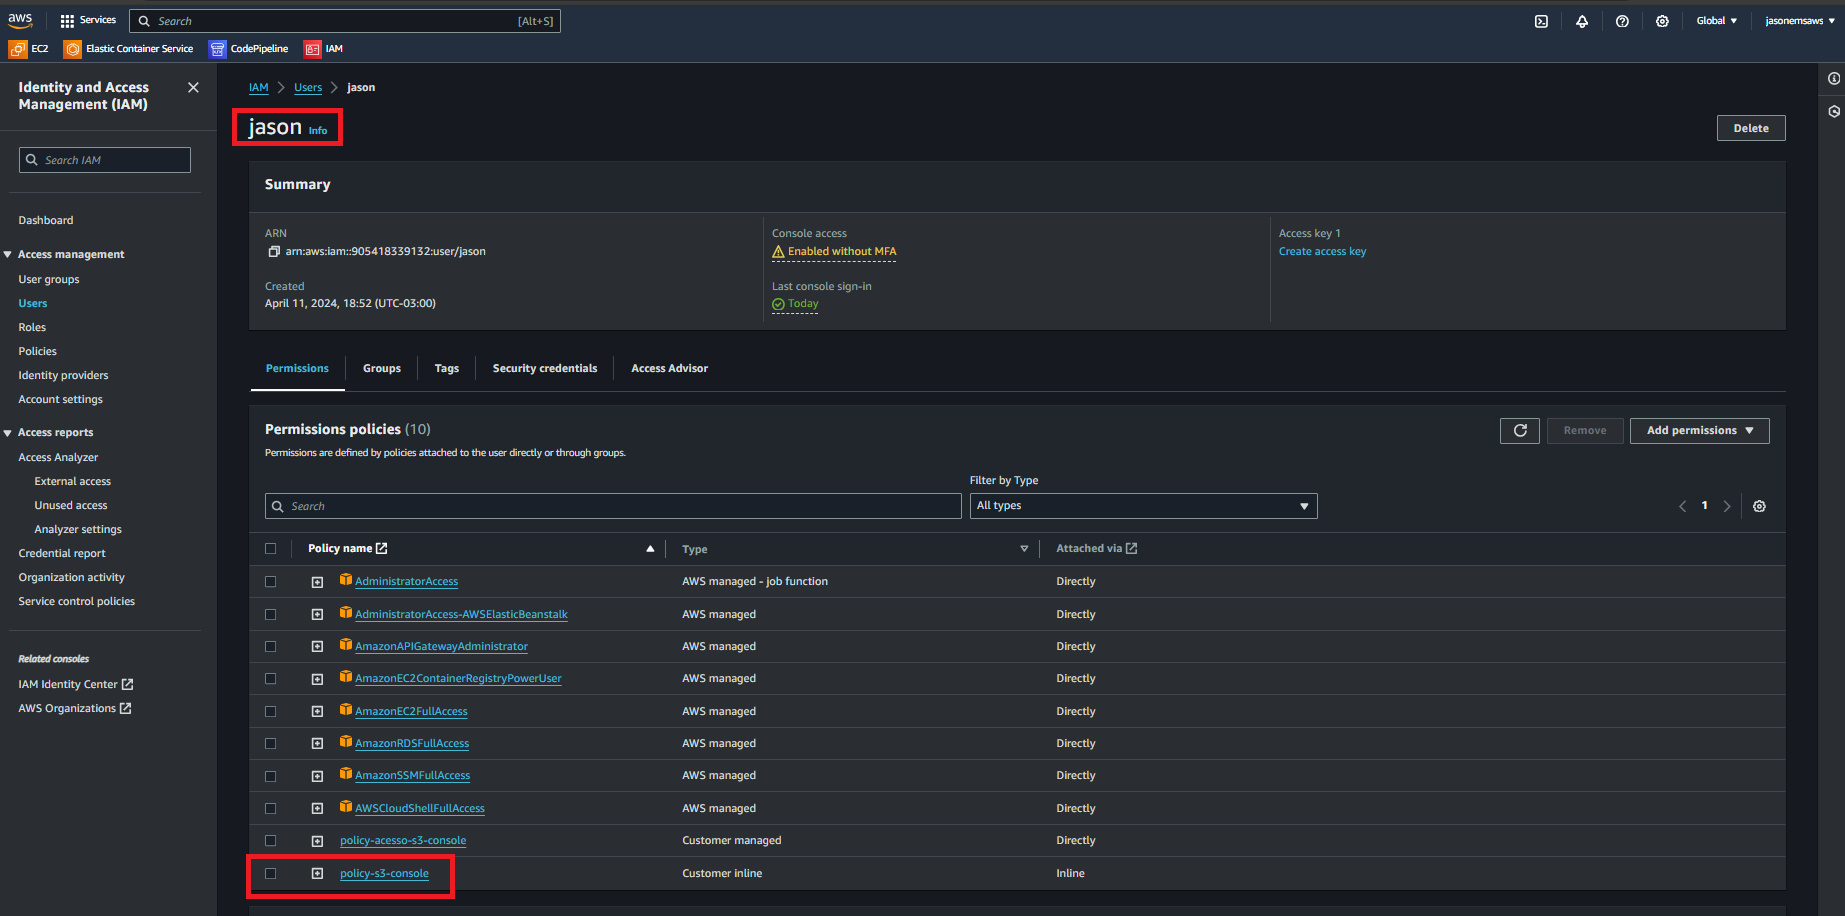 aws
Services
Search
[Alt+S]
Global
jasonemsaws
EC2
Elastic Container Service
CodePipeline
IAM
Identity and Access
Management (IAM)
Search IAM
Dashboard
Access management
User groups
Users
Roles
Policies
Identity providers
Account settings
Access reports
Access Analyzer
External access
Unused access
Analyzer settings
Credential report
Organization activity
Service control policies
Related consoles
IAM Identity Center
AWS Organizations
IAM > Users > jason
jason Info
Delete
Summary
ARN
arn:aws:iam::905418339132:user/jason
Created
April 11, 2024, 18:52 (UTC-03:00)
Console access
Enabled without MFA
Last console sign-in
Today
Access key 1
Create access key
Permissions
Groups
Tags
Security credentials
Access Advisor
Permissions policies (10)
Permissions are defined by policies attached to the user directly or through groups.
Remove
Add permissions
Search
Filter by Type
All types
1
Policy name Type Attached via
AdministratorAccess AWS managed - job function Directly
AdministratorAccess-AWSElasticBeanstalk AWS managed Directly
AmazonAPIGatewayAdministrator AWS managed Directly
AmazonEC2ContainerRegistryPowerUser AWS managed Directly
AmazonEC2FullAccess AWS managed Directly
AmazonRDSFullAccess AWS managed Directly
AmazonSSMFullAccess AWS managed Directly
AWSCloudShellFullAccess AWS managed Directly
policy-acesso-s3-console Customer managed Directly
policy-s3-console Customer inline Inline